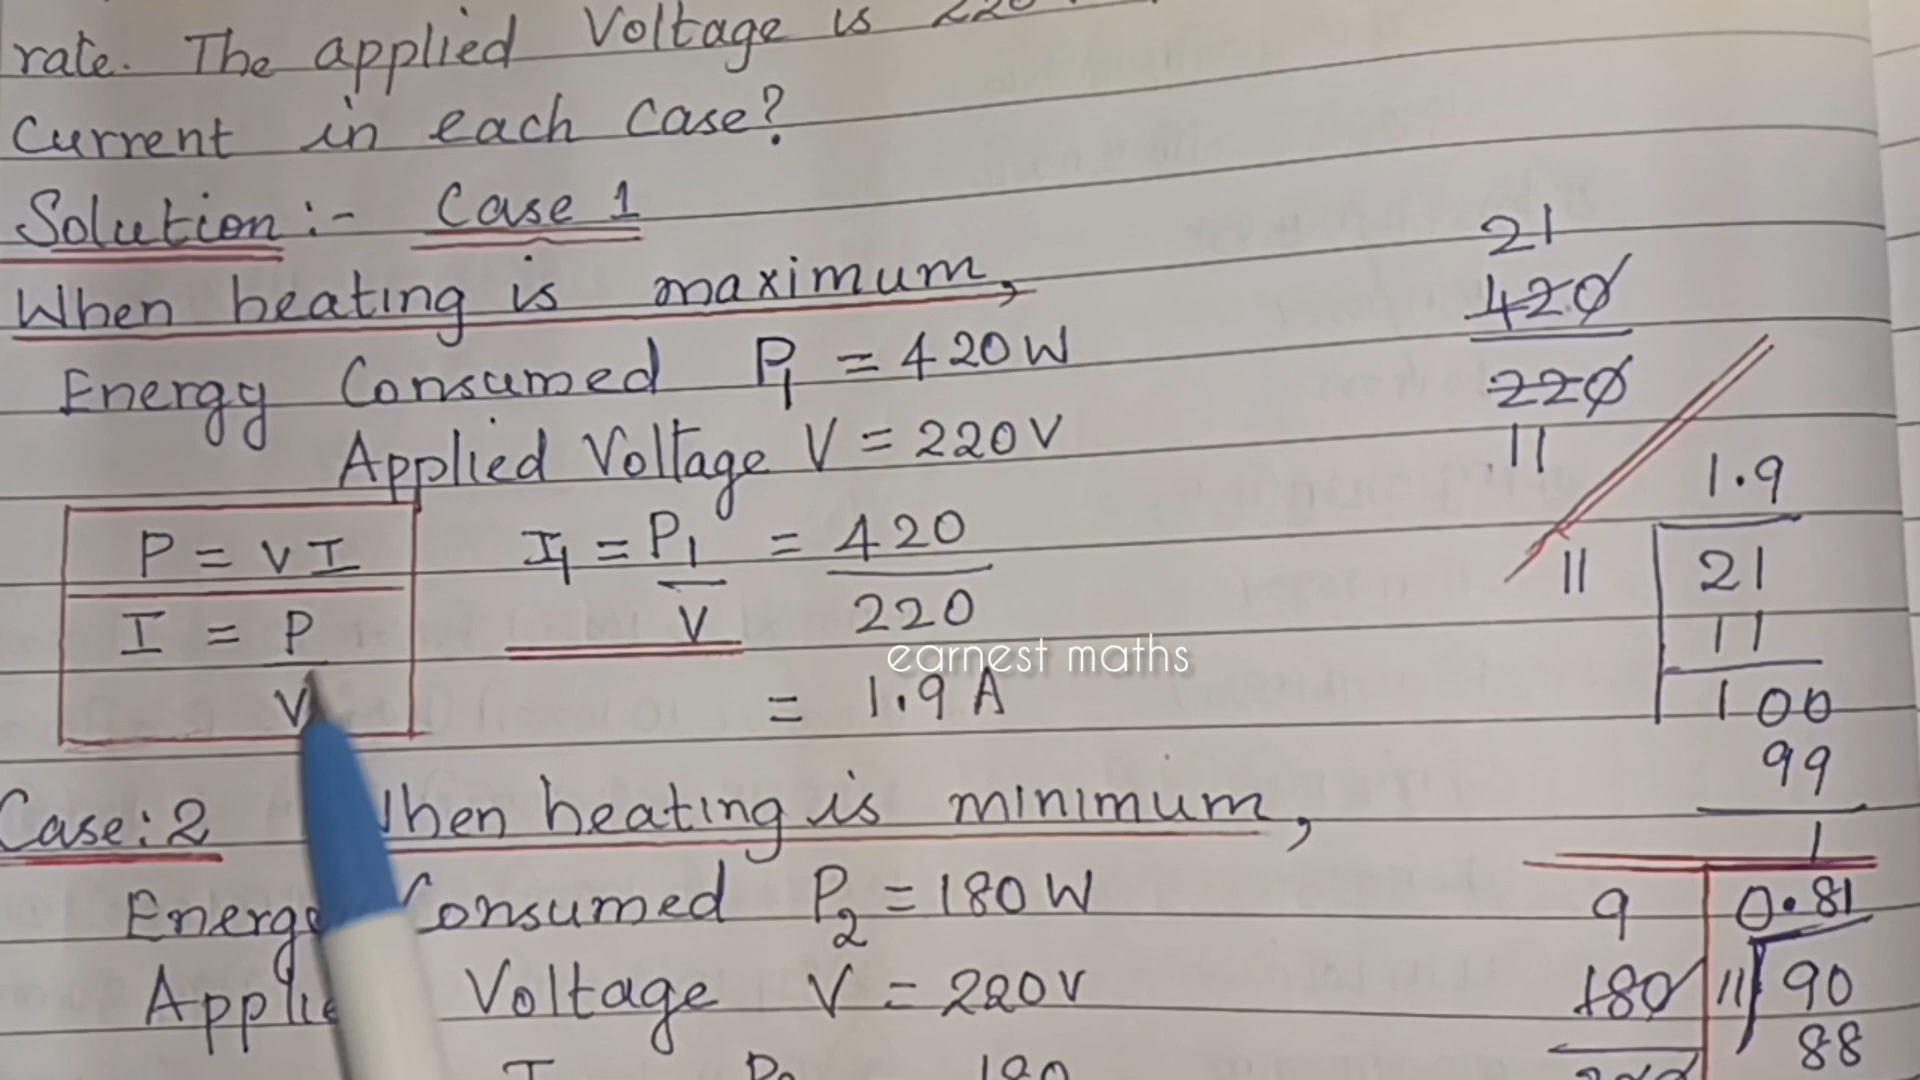 rate. The applied Voltage is 220
Current in each Case?
Solution:- Case 1
When heating is maximum,
Energy Consumed P1 = 420W
Applied Voltage V = 220V
P = VI
I = P
V
I1 = P1 = 420
V 220
= 1.9 A
earnest maths
21
420
220
11
1.9
11 21
11
100
99
1
Case:2 When heating is minimum,
Energy Consumed P2 = 180W
Applie Voltage V = 220V
180
9
180
0.81
11 90
88